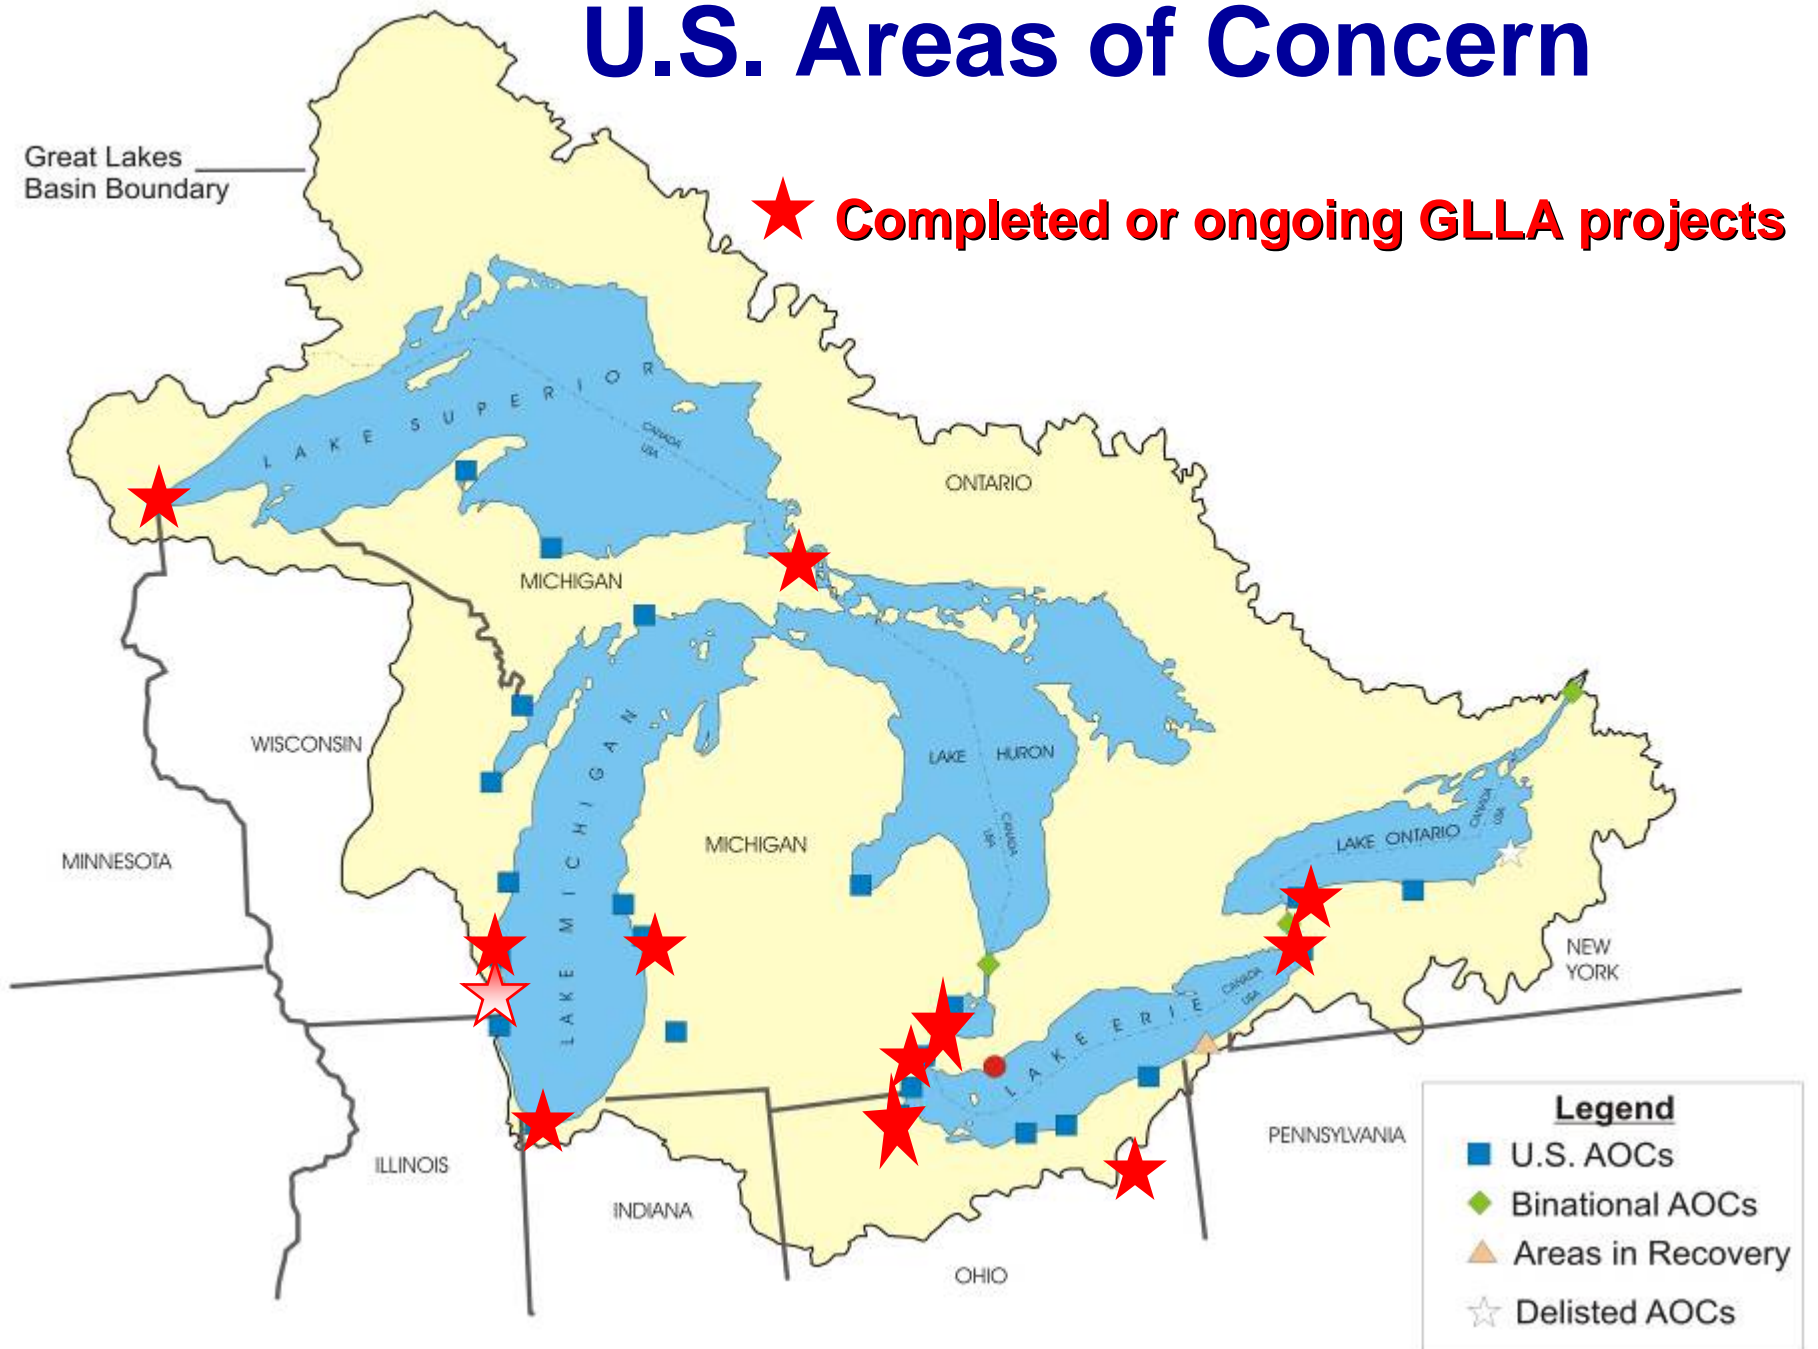 U.S. Areas of Concern
Great Lakes
Basin Boundary
Completed or ongoing GLLA projects
LAKE SUPERIOR
CANADA
USA
ONTARIO
MICHIGAN
WISCONSIN
LAKE MICHIGAN
LAKE HURON
CANADA
USA
MICHIGAN
MINNESOTA
LAKE ONTARIO
CANADA
USA
NEW
YORK
LAKE ERIE
CANADA
USA
PENNSYLVANIA
ILLINOIS
INDIANA
OHIO
Legend
U.S. AOCs
Binational AOCs
Areas in Recovery
Delisted AOCs